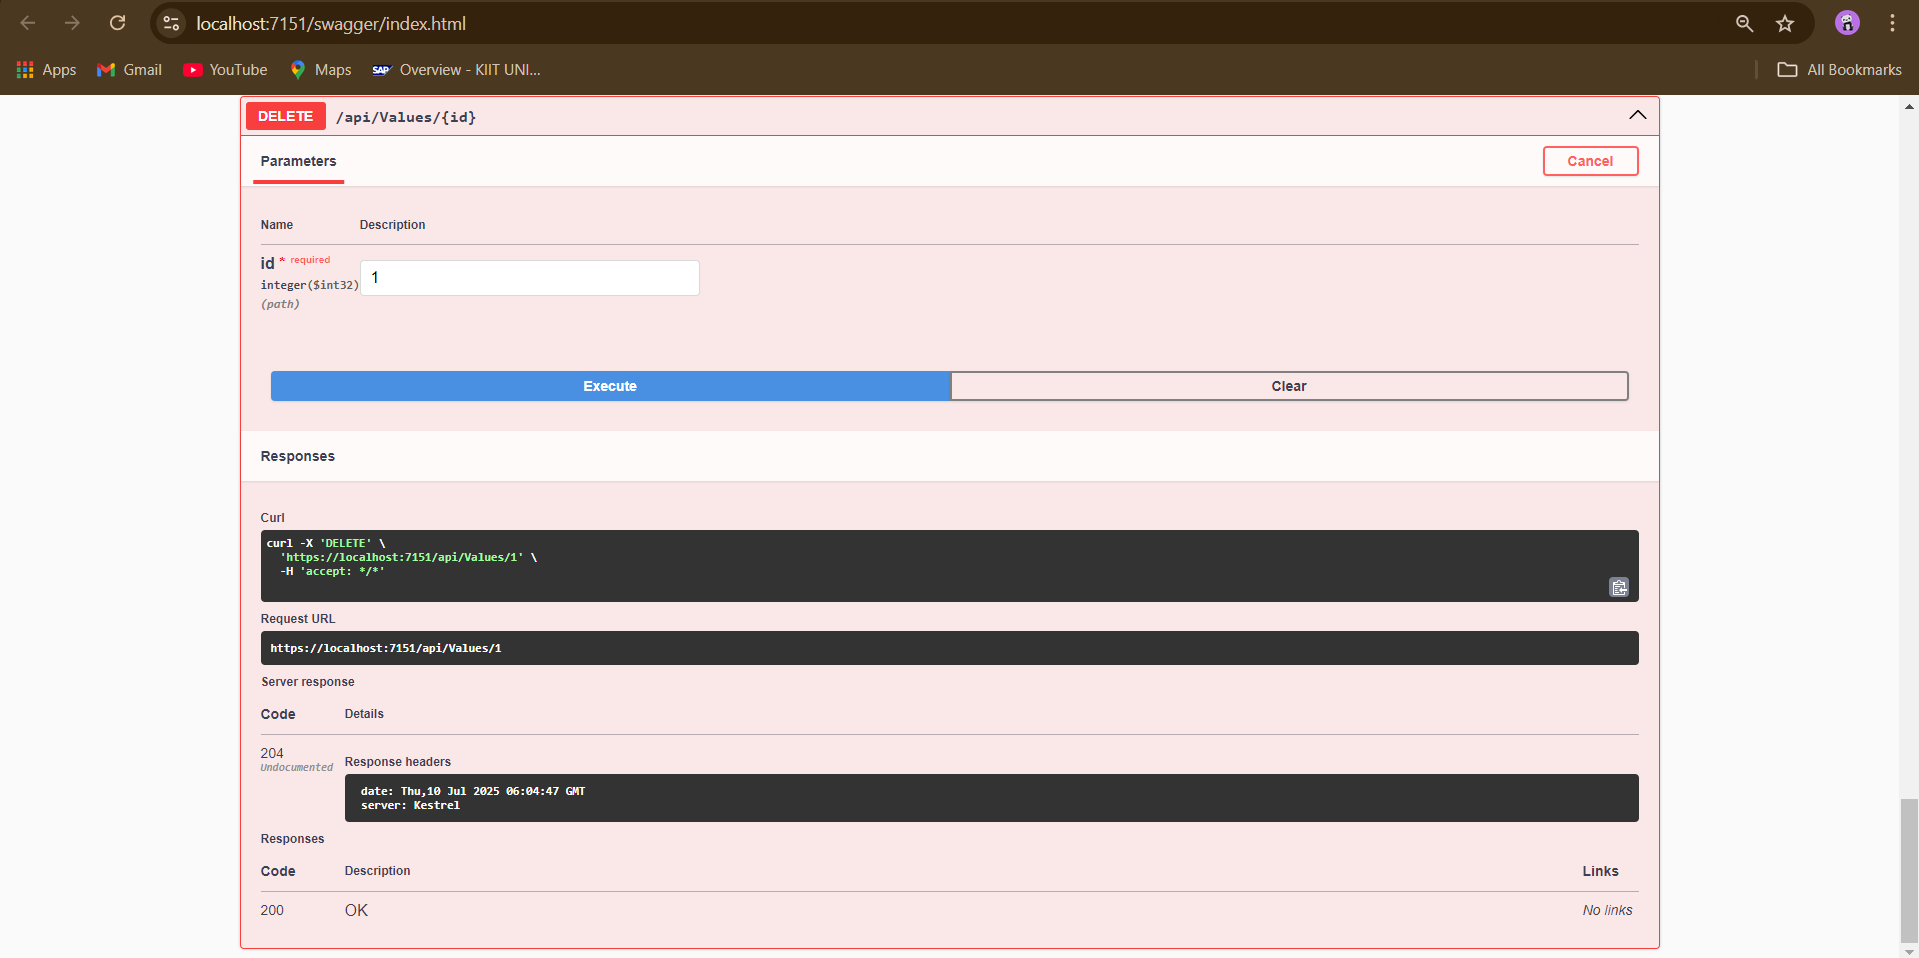 localhost:7151/swagger/index.html
Apps Gmail YouTube Maps SAP Overview - KIIT UNI... All Bookmarks
DELETE /api/Values/{id}
Parameters Cancel
Name Description
id * required
integer($int32)
(path)
1
Execute Clear
Responses
Curl
curl -X 'DELETE' \
'https://localhost:7151/api/Values/1' \
-H 'accept: */*'
Request URL
https://localhost:7151/api/Values/1
Server response
Code Details
204
Undocumented
Response headers
date: Thu,10 Jul 2025 06:04:47 GMT
server: Kestrel
Responses
Code Description Links
200 OK No links